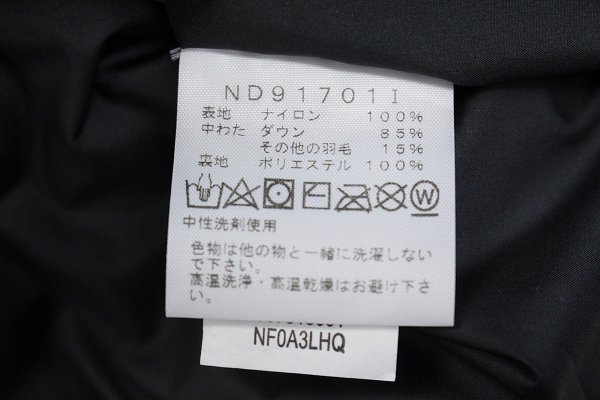 ND91701I
表地 ナイロン 100%
中わた ダウン 85%
その他の羽毛 15%
裏地 ポリエステル 100%
W
中性洗剤使用
色物は他の物と一緒に洗濯しない
で下さい。
高温洗浄・高温乾燥はお避け下さい
NF0A3LHQ